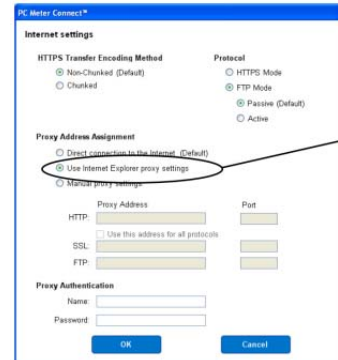 PC Meter Connect™
Internet settings
HTTPS Transfer Encoding Method
Non-Chunked (Default)
Chunked
Protocol
HTTPS Mode
FTP Mode
Passive (Default)
Active
Proxy Address Assignment
Direct connection to the Internet (Default)
Use Internet Explorer proxy settings
Manual proxy settings
Proxy Address Port
HTTP:
Use this address for all protocols
SSL:
FTP:
Proxy Authentication
Name:
Password:
OK Cancel